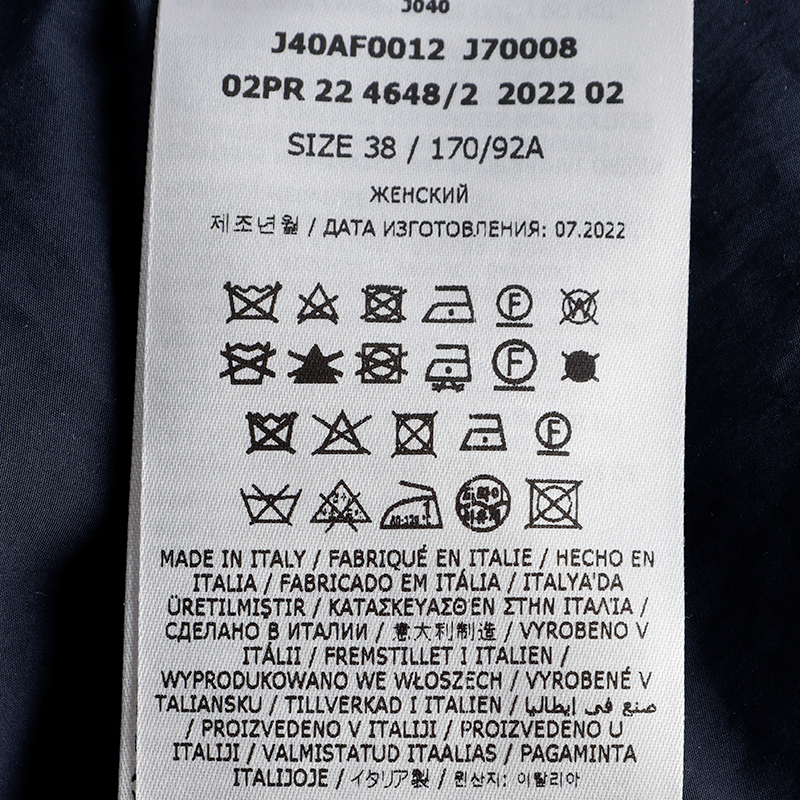 J040
J40AF0012 J70008
02PR 22 4648/2 2022 02
SIZE 38 / 170/92A
ЖЕНСКИЙ
제조년월 / ДАТА ИЗГОТОВЛЕНИЯ: 07.2022
F W
F
F
MADE IN ITALY / FABRIQUÉ EN ITALIE / HECHO EN
ITALIA / FABRICADO EM ITÁLIA / ITALYA'DA
ÜRETILMIŞTIR / ΚΑΤΑΣΚΕΥΑΣΘΕΝ ΣΤΗΝ ΙΤΑΛΊΑ /
СДЕЛАНО В ИТАЛИИ / 意大利制造 / VYROBENO V
ITÁLII / FREMSTILLET I ITALIEN /
WYPRODUKOWANO WE WŁOSZECH / VYROBENÉ V
TALIANSKU / TILLVERKAD I ITALIEN / صنع في ايطاليا
/ PROIZVEDENO V ITALIJI / PROIZVEDENO U
ITALIJI / VALMISTATUD ITAALIAS / PAGAMINTA
ITALIJOJE / イタリア製 / 원산지: 이탈리아